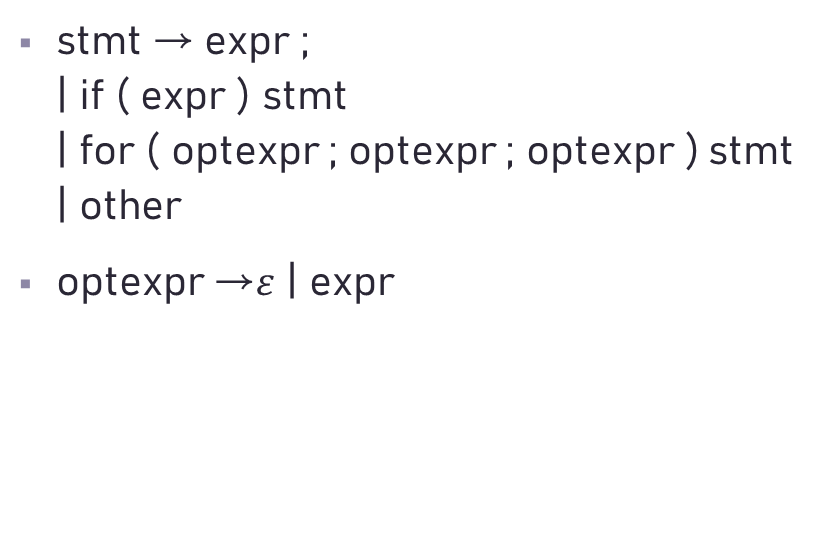 ▪ stmt → expr ;
| if ( expr ) stmt
| for ( optexpr ; optexpr ; optexpr ) stmt
| other
▪ optexpr →ε | expr